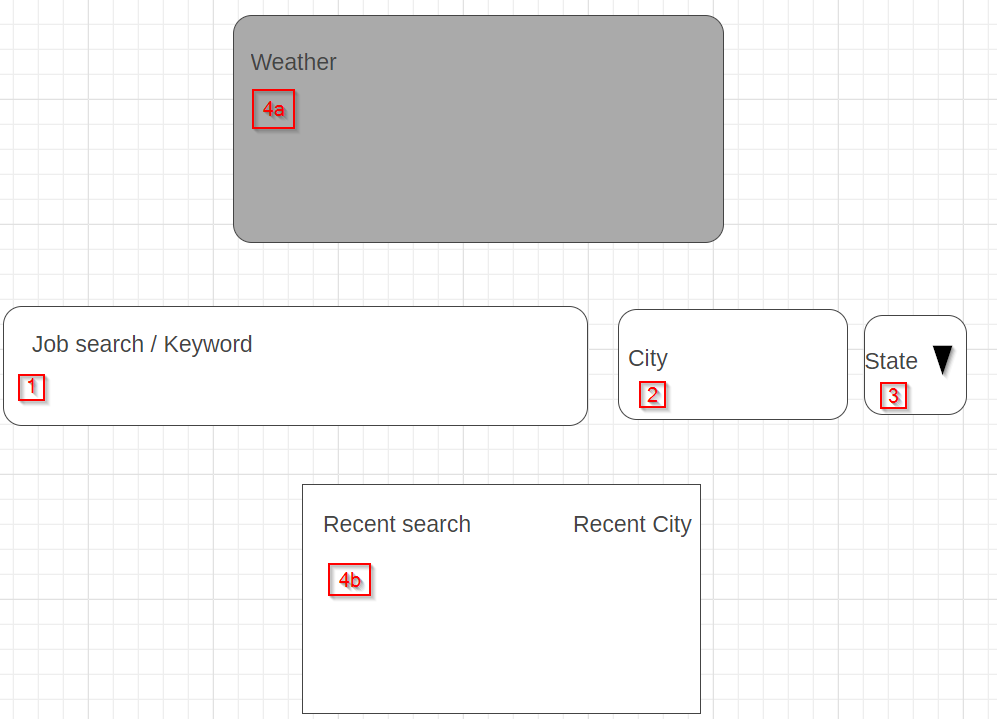 Weather
4a
Job search / Keyword
1
City
2
State
3
Recent search Recent City
4b